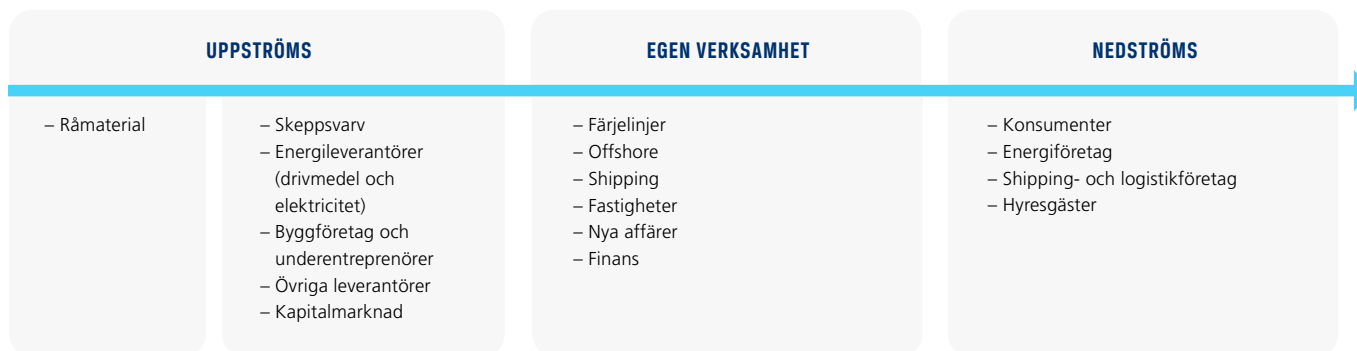 UPPSTRÖMS
– Råmaterial
– Skeppsvarv
– Energileverantörer
(drivmedel och
elektricitet)
– Byggföretag och
underentreprenörer
– Övriga leverantörer
– Kapitalmarknad
EGEN VERKSAMHET
– Färjelinjer
– Offshore
– Shipping
– Fastigheter
– Nya affärer
– Finans
NEDSTRÖMS
– Konsumenter
– Energiföretag
– Shipping- och logistikföretag
– Hyresgäster